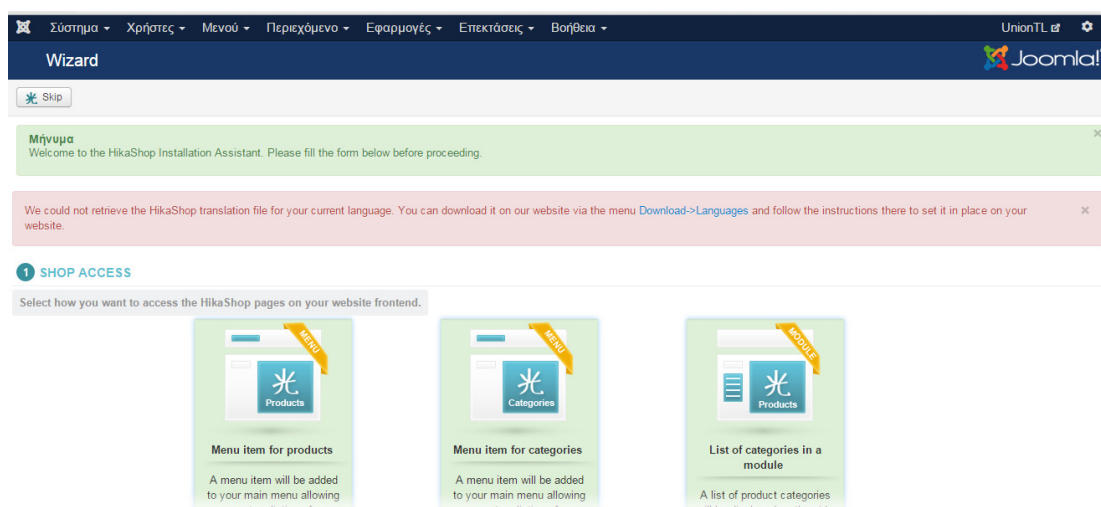 Σύστημα Χρήστες Μενού Περιεχόμενο Εφαρμογές Επεκτάσεις Βοήθεια UnionTL
Wizard Joomla!
光 Skip
Μήνυμα
Welcome to the HikaShop Installation Assistant. Please fill the form below before proceeding.
We could not retrieve the HikaShop translation file for your current language. You can download it on our website via the menu Download->Languages and follow the instructions there to set it in place on your
website.
1 SHOP ACCESS
Select how you want to access the HikaShop pages on your website frontend.
MENU
光
Products
Menu item for products
A menu item will be added
to your main menu allowing
MENU
光
Categories
Menu item for categories
A menu item will be added
to your main menu allowing
MODULE
光
Products
List of categories in a
module
A list of product categories